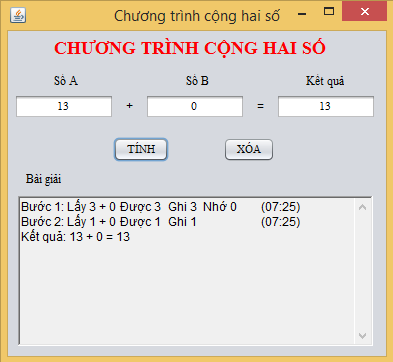 Chương trình cộng hai số
CHƯƠNG TRÌNH CỘNG HAI SỐ
Số A Số B Kết quả
13 + 0 = 13
TÍNH XÓA
Bài giải
Bước 1: Lấy 3 + 0 Được 3 Ghi 3 Nhớ 0 (07:25)
Bước 2: Lấy 1 + 0 Được 1 Ghi 1 (07:25)
Kết quả: 13 + 0 = 13